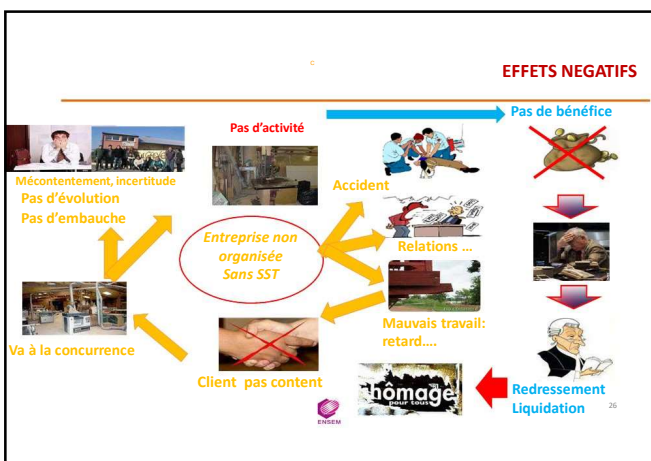 c
EFFETS NEGATIFS
Pas d'activité
Pas de bénéfice
Mécontentement, incertitude
Pas d'évolution
Pas d'embauche
Accident
Entreprise non
organisée
Sans SST
Relations …
Mauvais travail:
retard….
Va à la concurrence
Client pas content
hômage
pour tous
Redressement
Liquidation
ENSEM
26